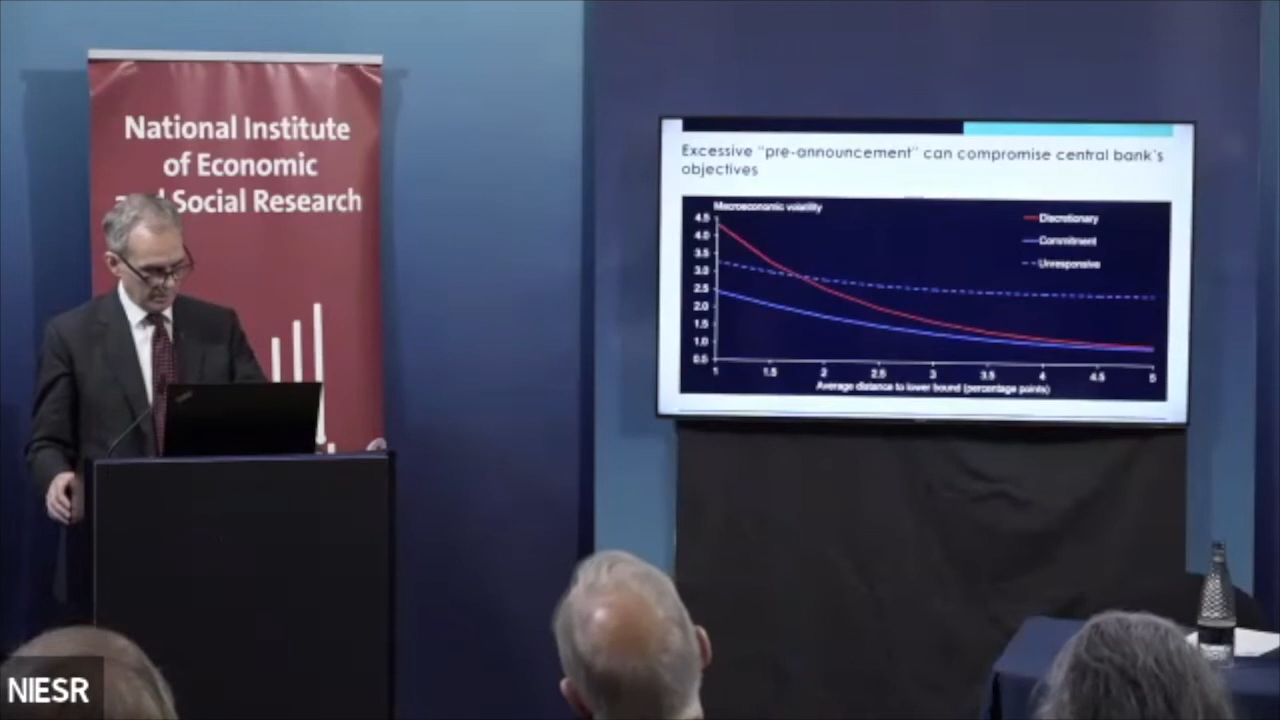 National Institute
of Economic
Social Research
Excessive "pre-announcement" can compromise central bank's
objectives
Macroeconomic volatility
Discretionary
Commitment
Unresponsive
4.5
4.0
3.5
3.0
2.5
2.0
1.5
1.0
0.5
1 1.5 2 2.5 3 3.5 4 4.5 5
Average distance to lower bound (percentage points)
NIESR